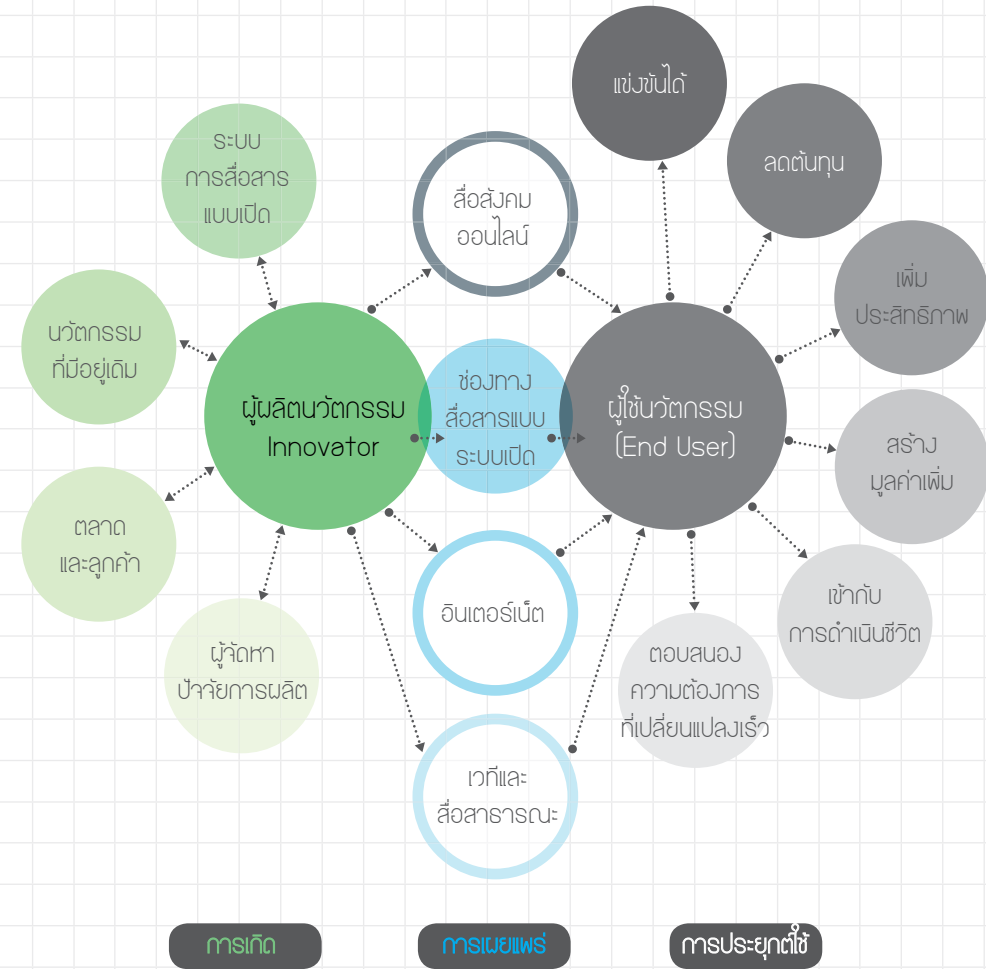 ระบบ
การสื่อสาร
แบบเปิด
นวัตกรรม
ที่มีอยู่เดิม
ตลาด
และลูกค้า
ผู้จัดหา
ปัจจัยการผลิต
ผู้ผลิตนวัตกรรม
Innovator
สื่อสังคม
ออนไลน์
ช่องทาง
สื่อสารแบบ
ระบบเปิด
อินเตอร์เน็ต
เวทีและ
สื่อสาธารณะ
ผู้ใช้นวัตกรรม
(End User)
แข่งขันได้
ลดต้นทุน
เพิ่ม
ประสิทธิภาพ
สร้าง
มูลค่าเพิ่ม
เข้ากับ
การดำเนินชีวิต
ตอบสนอง
ความต้องการ
ที่เปลี่ยนแปลงเร็ว
การเกิด
การเผยแพร่
การประยุกต์ใช้